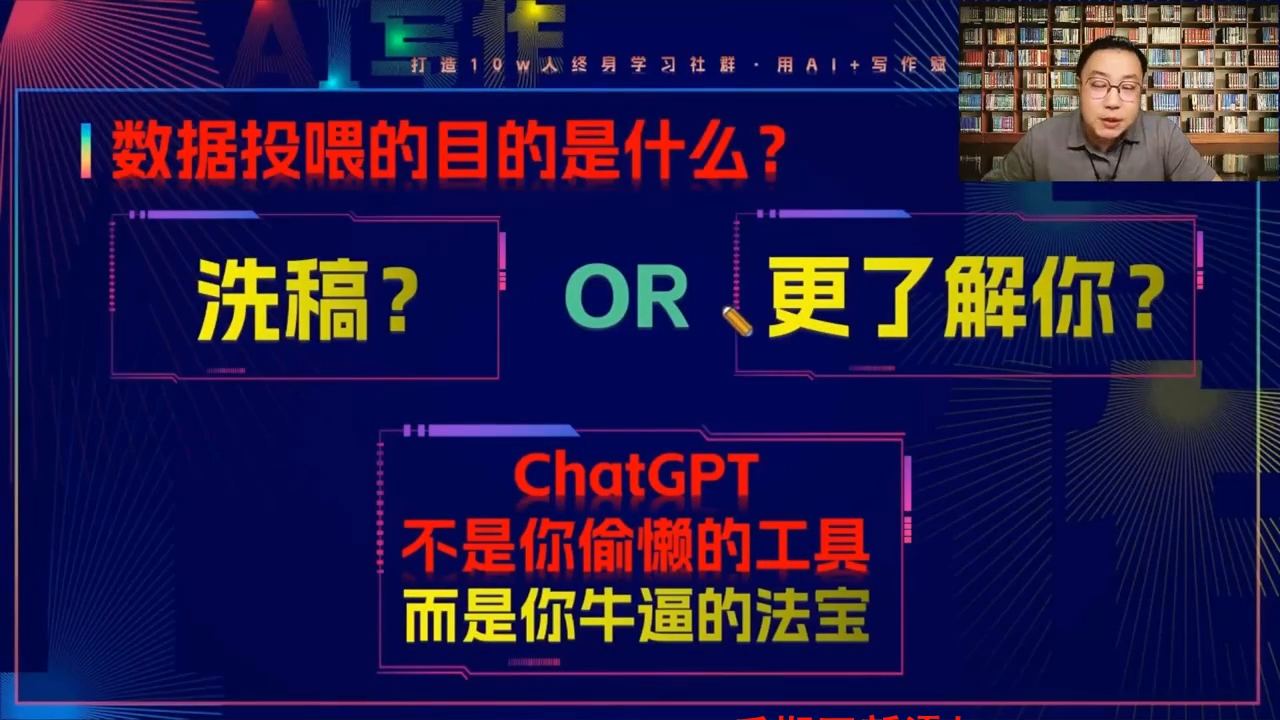 AI写作
打造10w人终身学习社群·用AI+写作赋
数据投喂的目的是什么?
洗稿?
OR
更了解你?
ChatGPT
不是你偷懒的工具
而是你牛逼的法宝